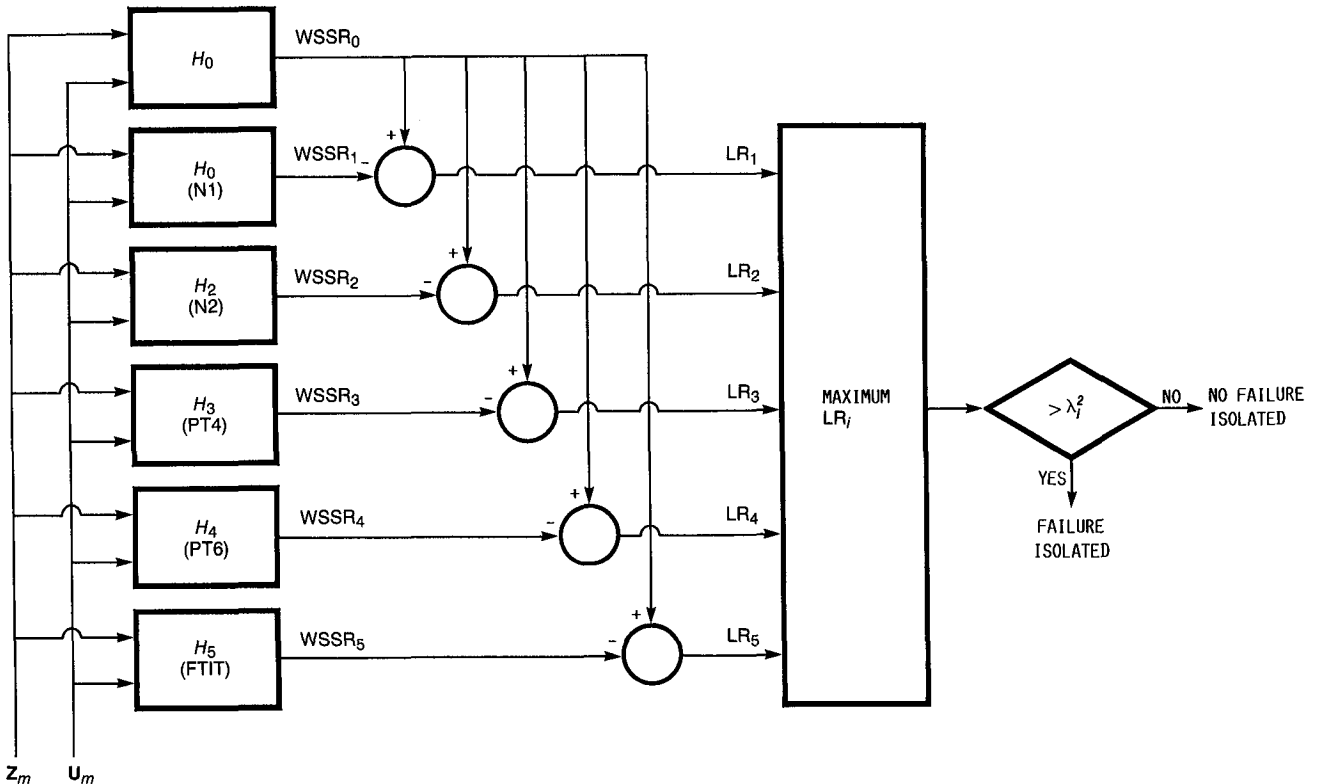 H₀
WSSR₀
+
H₀
(N1)
WSSR₁
-
LR₁
+
H₂
(N2)
WSSR₂
-
LR₂
+
H₃
(PT4)
WSSR₃
-
LR₃
MAXIMUM
LRᵢ
> λᵢ²
NO
NO FAILURE
ISOLATED
YES
FAILURE
ISOLATED
+
H₄
(PT6)
WSSR₄
-
LR₄
+
H₅
(FTIT)
WSSR₅
-
LR₅
Zₘ
Uₘ